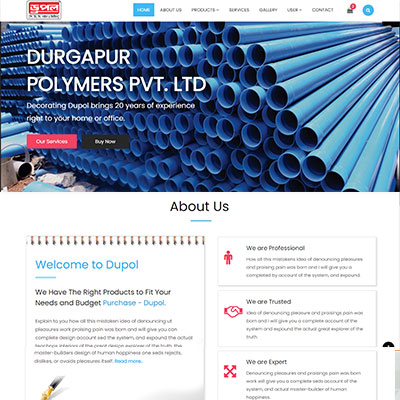 ডুপল
HOME ABOUT US PRODUCTS SERVICES GALLERY USER CONTACT
DURGAPUR
POLYMERS PVT. LTD
Decorating Dupol brings 20 years of experience
right to your home or office.
Our Services Buy Now
About Us
Welcome to Dupol
We Have The Right Products to Fit Your
Needs and Budget Purchase - Dupol.
Explain to you how all this mistaken idea of denouncing ut
pleasures work praising pain was born and will give you can
complete design account sed the system, and expound the actual
teachings interiors of the great design explorer of the truth, the
master-builders design of human happiness one seds rejects,
dislikes, or avoids pleasures itself. Read more..
We are Professional
How all this mistaken idea of denouncing pleasures
and praising pain was born and I will give you a
completed by account of the system, and expound
We are Trusted
Idea of denouncing pleasure and praisings pain was
born and I will give you a complete account of the
system and expound the actual great explorer of the
truth.
We are Expert
Denouncing pleasure and praisings pain was born
work will give you a complete seds account of the
system and actual master-builder of human
happiness.